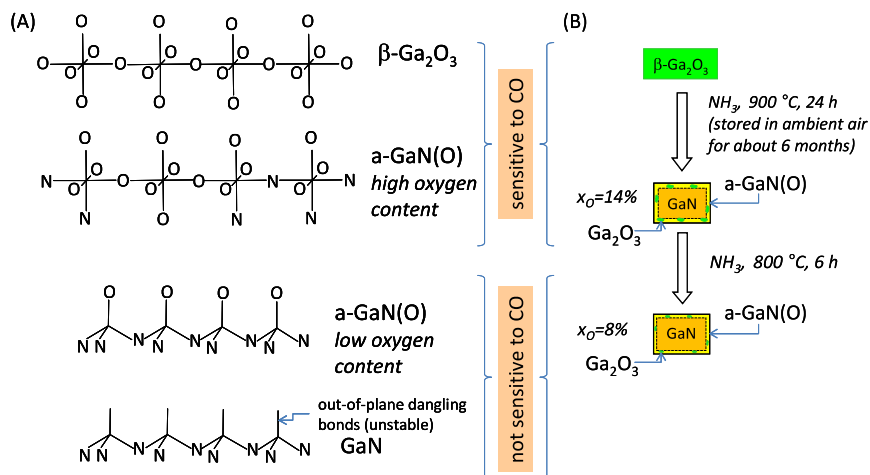 (A)
O O O O
O O O O
O O O O O
O O O O
O O O O
β-Ga₂O₃
O O O O
O O O O
N O O N N
O O O O
N O N N
a-GaN(O)
high oxygen
content
sensitive to CO
O O O O
N N N N N
N N N N
a-GaN(O)
low oxygen
content
out-of-plane dangling
bonds (unstable)
N N N N N
N N N N
GaN
not sensitive to CO
(B)
β-Ga₂O₃
NH₃, 900 °C, 24 h
(stored in ambient air
for about 6 months)
xO=14%
GaN
a-GaN(O)
Ga₂O₃
NH₃, 800 °C, 6 h
xO=8%
GaN
a-GaN(O)
Ga₂O₃